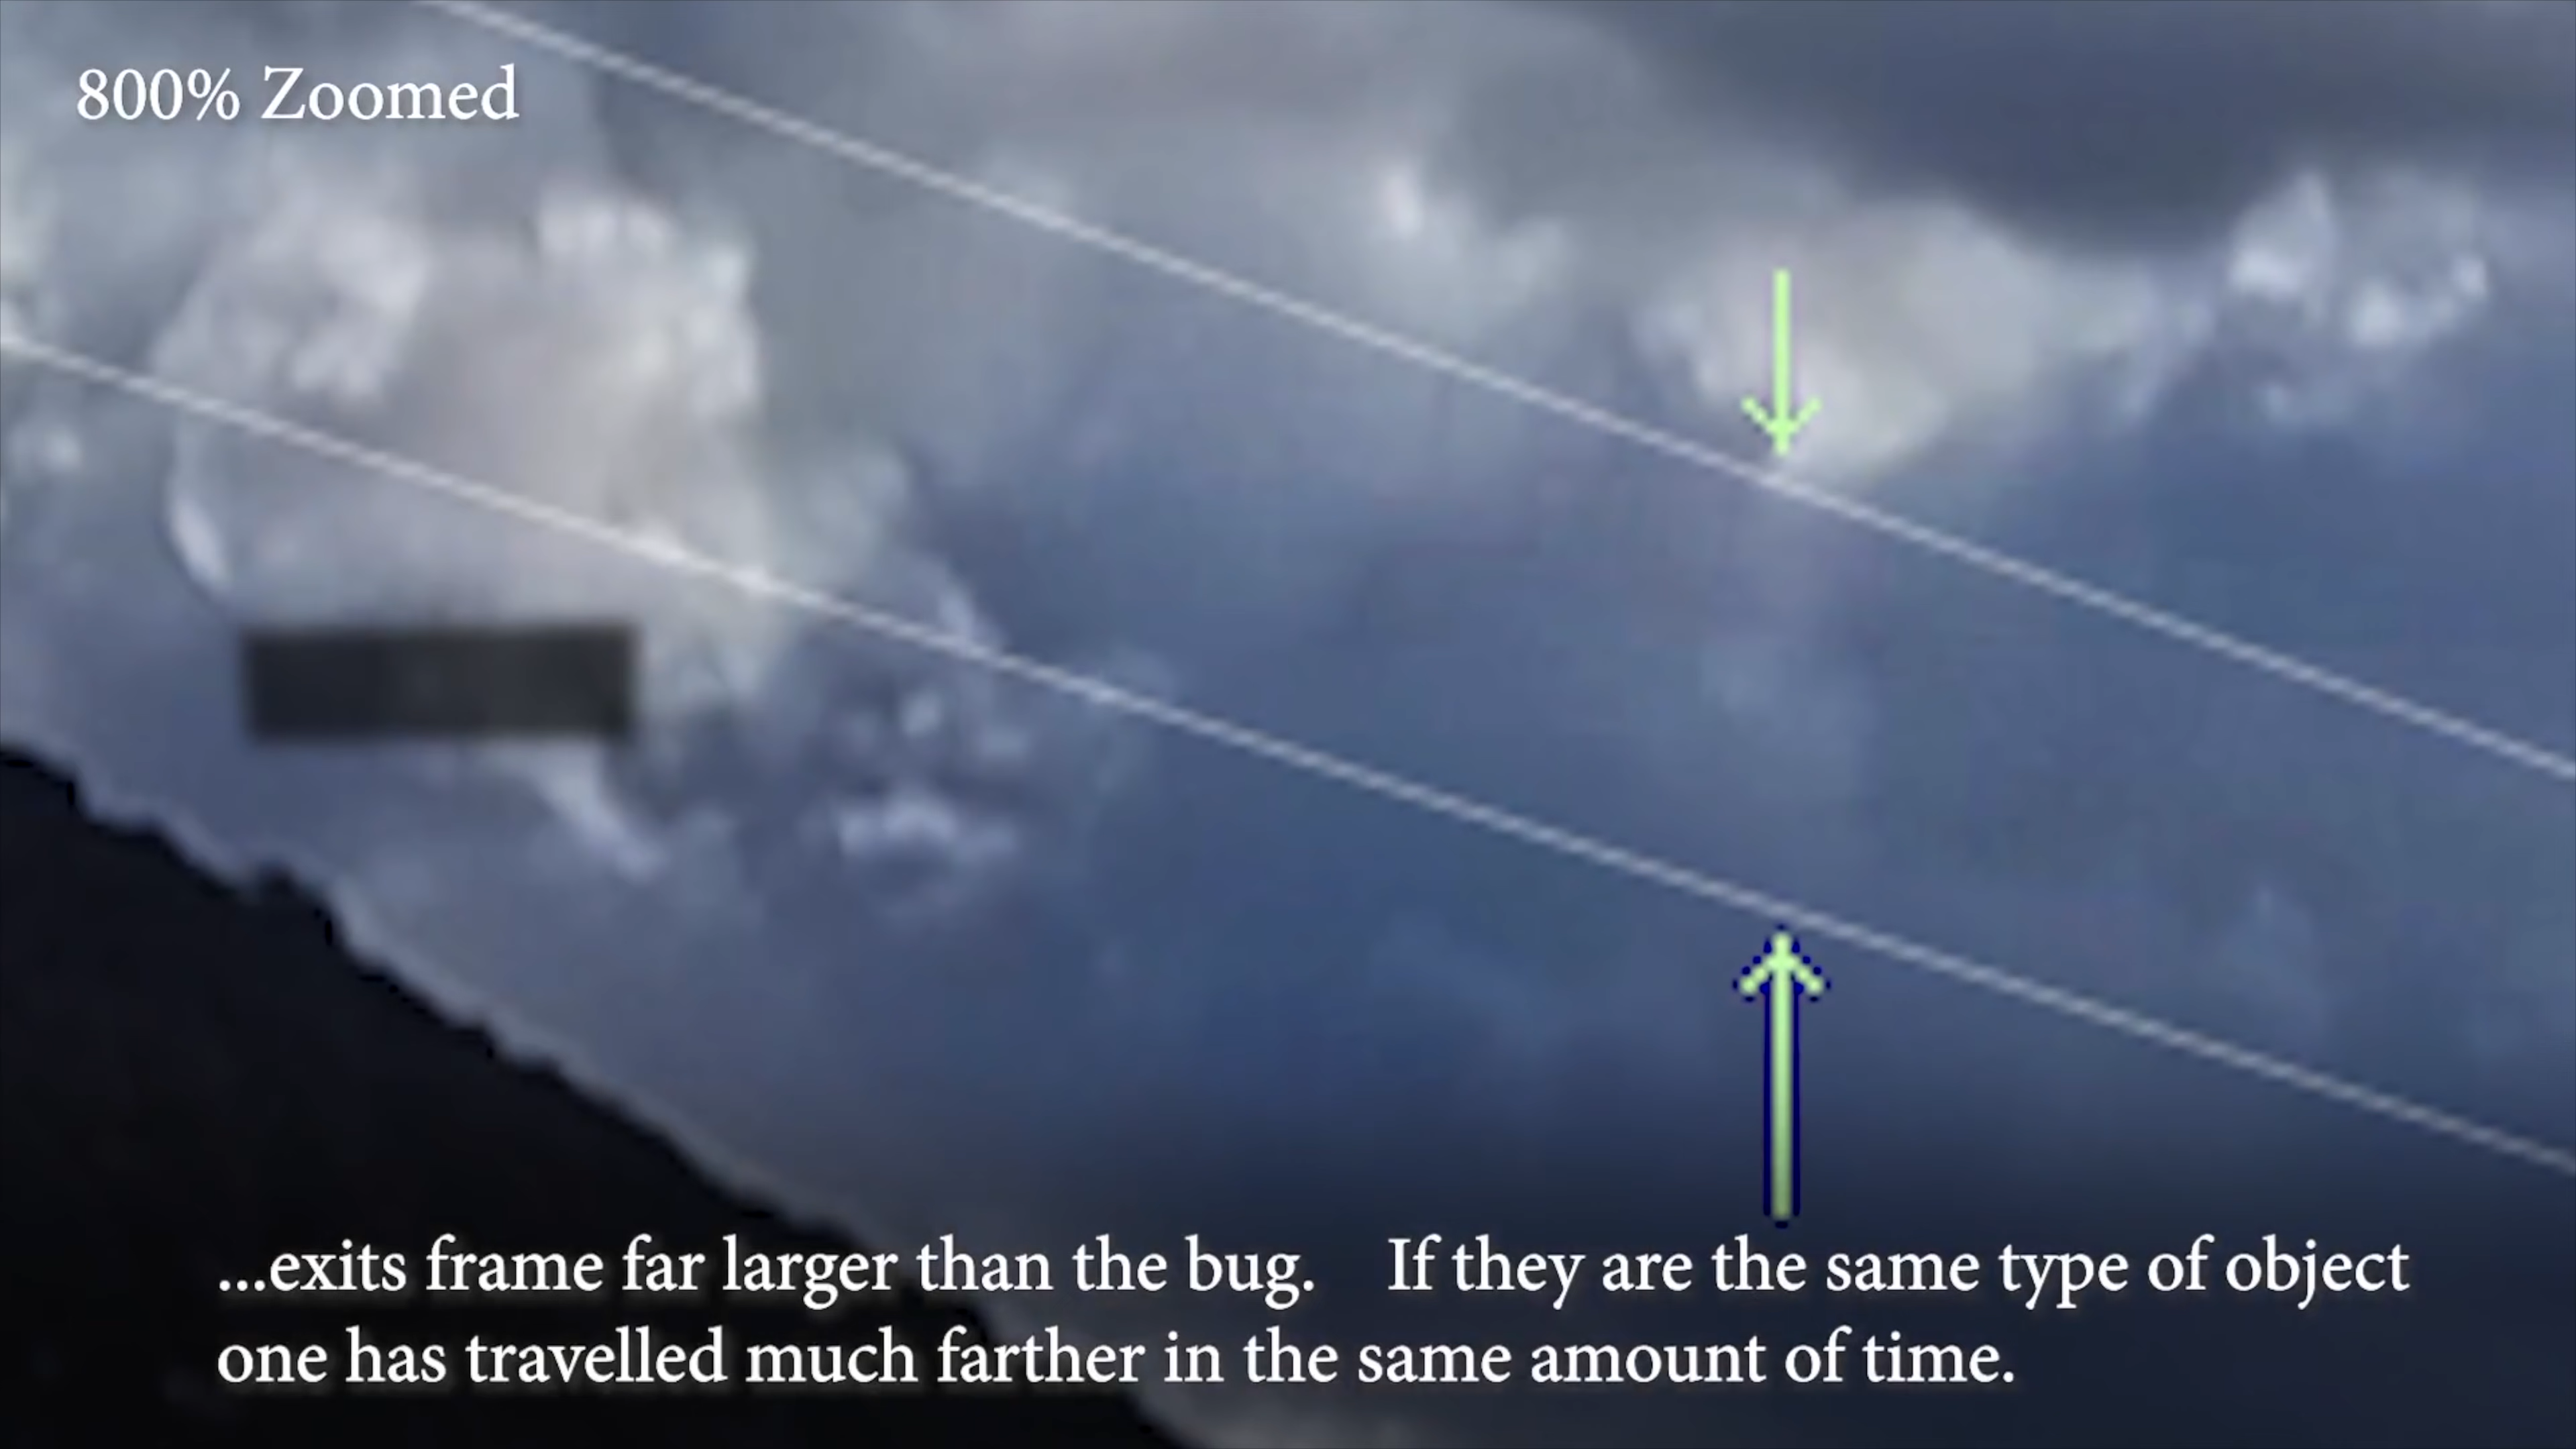 800% Zoomed
...exits frame far larger than the bug. If they are the same type of object
one has travelled much farther in the same amount of time.